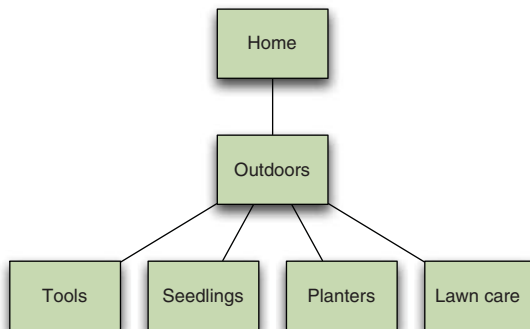 Home
Outdoors
Tools
Seedlings
Planters
Lawn care